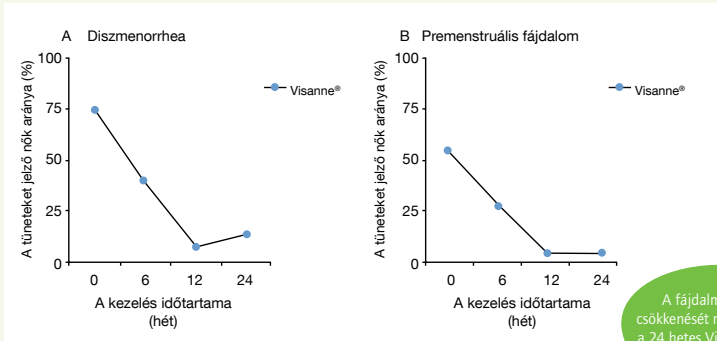 A Diszmenorrhea
A tüneteket jelző nők aránya (%)
100
75
50
25
0
Visanne®
0 6 12 24
A kezelés időtartama
(hét)
B Premenstruális fájdalom
A tüneteket jelző nők aránya (%)
100
75
50
25
0
Visanne®
0 6 12 24
A kezelés időtartama
(hét)
A
csökkenését
a 24 hetes